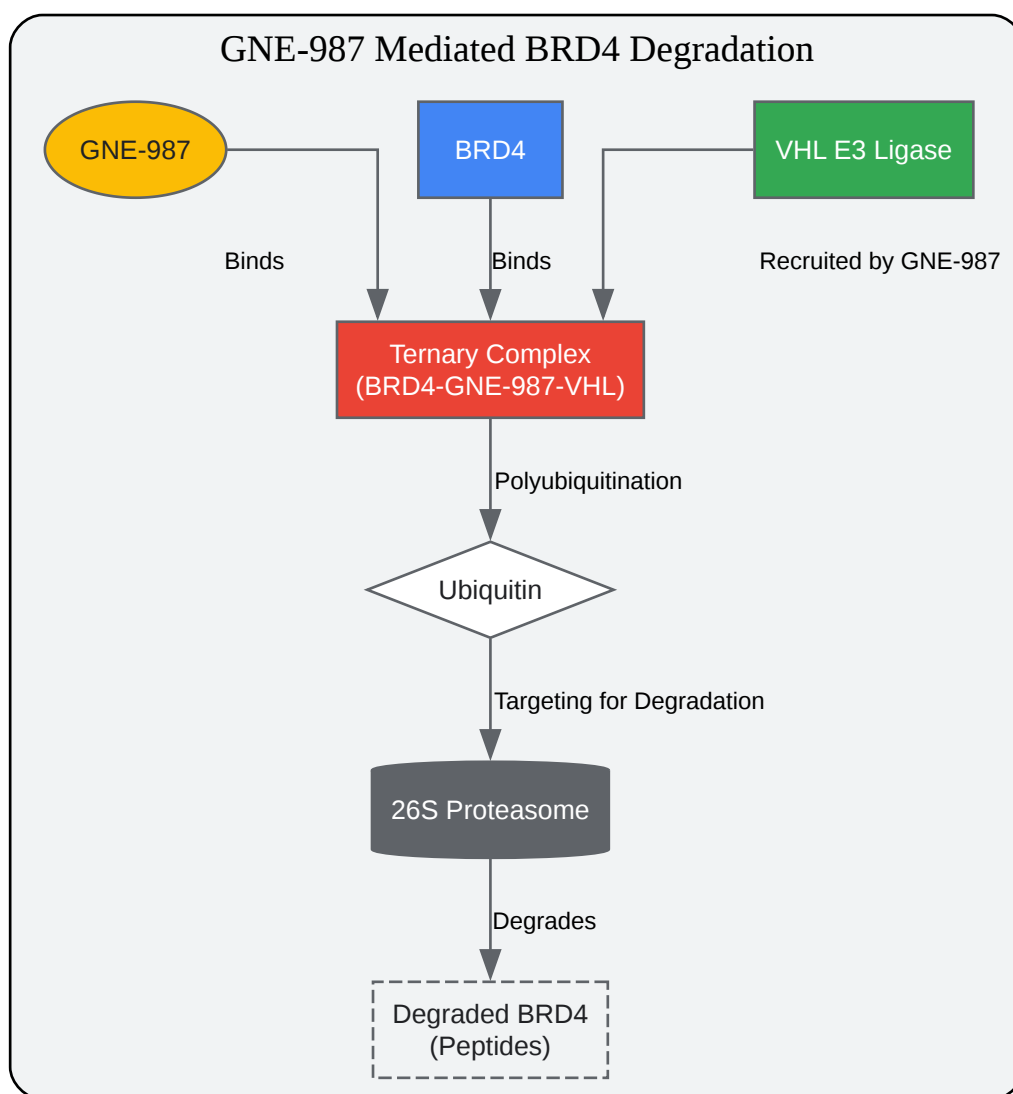 GNE-987 Mediated BRD4 Degradation
GNE-987
BRD4
VHL E3 Ligase
Binds
Binds
Recruited by GNE-987
Ternary Complex
(BRD4-GNE-987-VHL)
Polyubiquitination
Ubiquitin
Targeting for Degradation
26S Proteasome
Degrades
Degraded BRD4
(Peptides)